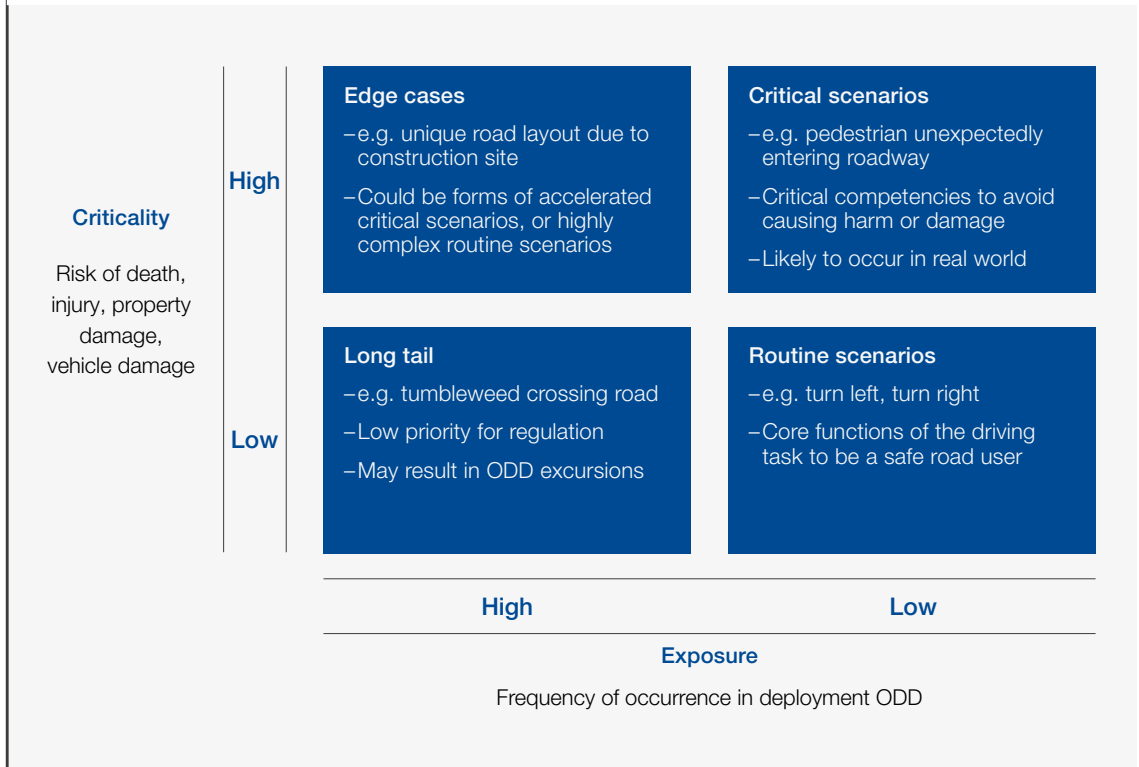 Criticality
Risk of death,
injury, property
damage,
vehicle damage
High
Edge cases
–e.g. unique road layout due to
construction site
–Could be forms of accelerated
critical scenarios, or highly
complex routine scenarios
Critical scenarios
–e.g. pedestrian unexpectedly
entering roadway
–Critical competencies to avoid
causing harm or damage
–Likely to occur in real world
Low
Long tail
–e.g. tumbleweed crossing road
–Low priority for regulation
–May result in ODD excursions
Routine scenarios
–e.g. turn left, turn right
–Core functions of the driving
task to be a safe road user
High
Low
Exposure
Frequency of occurrence in deployment ODD